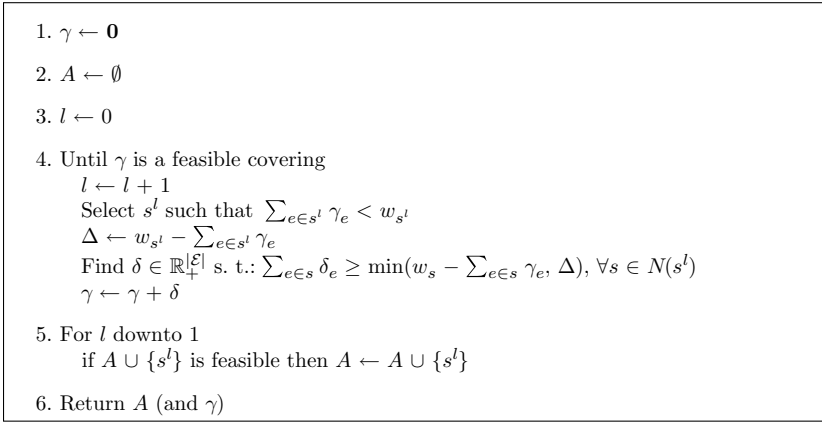 1. γ ← 0
2. A ← ∅
3. l ← 0
4. Until γ is a feasible covering
l ← l + 1
Select s^l such that ∑_{e∈s^l} γ_e < w_{s^l}
Δ ← w_{s^l} − ∑_{e∈s^l} γ_e
Find δ ∈ ℝ_+^{|ℰ|} s. t.: ∑_{e∈s} δ_e ≥ min(w_s − ∑_{e∈s} γ_e, Δ), ∀s ∈ N(s^l)
γ ← γ + δ
5. For l downto 1
if A ∪ {s^l} is feasible then A ← A ∪ {s^l}
6. Return A (and γ)